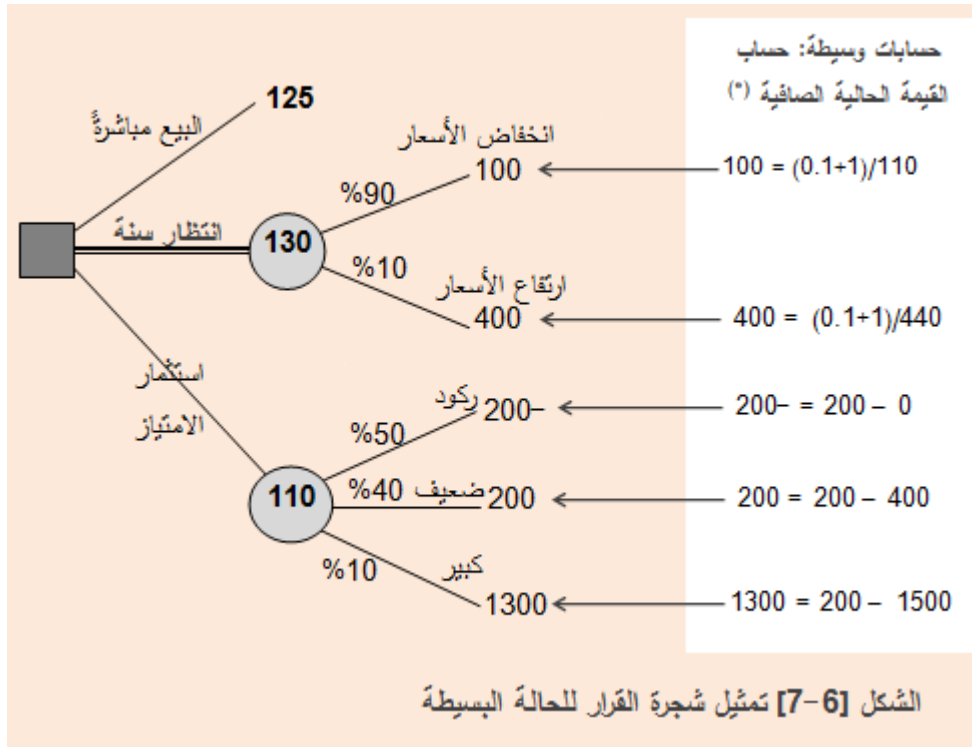 حسابات وسيطة: حساب
القيمة الحالية الصافية (*)
125
البيع مباشرةً
انخفاض الأسعار
100
100 = (0.1+1)/110
%90
انتظار سنة
130
%10
ارتفاع الأسعار
400
400 = (0.1+1)/440
استثمار
الامتياز
ركود
200-
200- = 200 - 0
%50
110
%40
ضعيف
200
200 = 200 - 400
%10
كبير
1300
1300 = 200 - 1500
الشكل [6-7] تمثيل شجرة القرار للحالة البسيطة